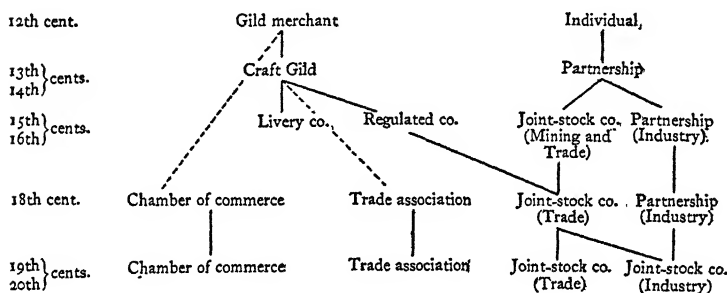 12th cent. Gild merchant Individual,
13th
14th } cents. Craft Gild Partnership
15th
16th } cents. Livery co. Regulated co. Joint-stock co. Partnership
(Mining and (Industry).
Trade)
18th cent. Chamber of commerce Trade association Joint-stock co. Partnership
(Trade) (Industry)
19th
20th } cents. Chamber of commerce Trade association Joint-stock co. Joint-stock co.
(Trade) (Industry)